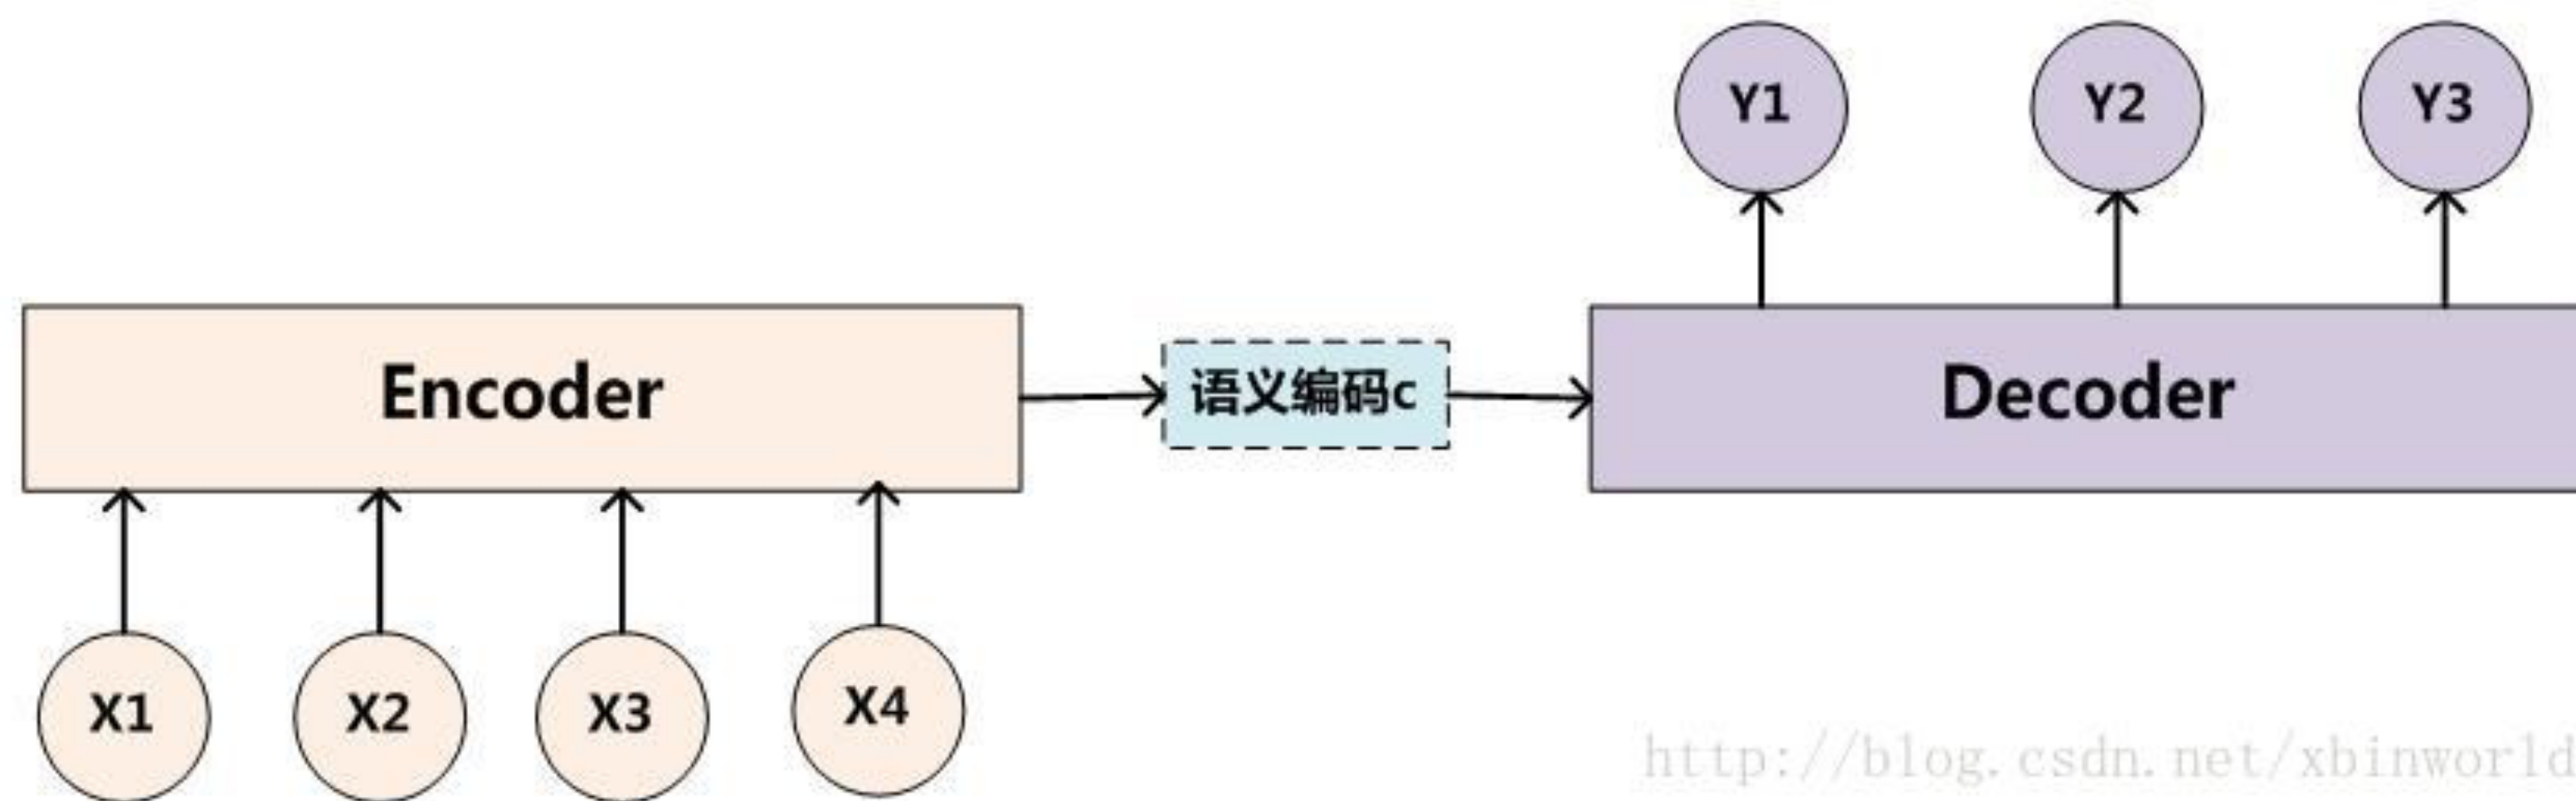 Y1
Y2
Y3
Encoder
语义编码c
Decoder
X1
X2
X3
X4
http://blog.csdn.net/xbinworld